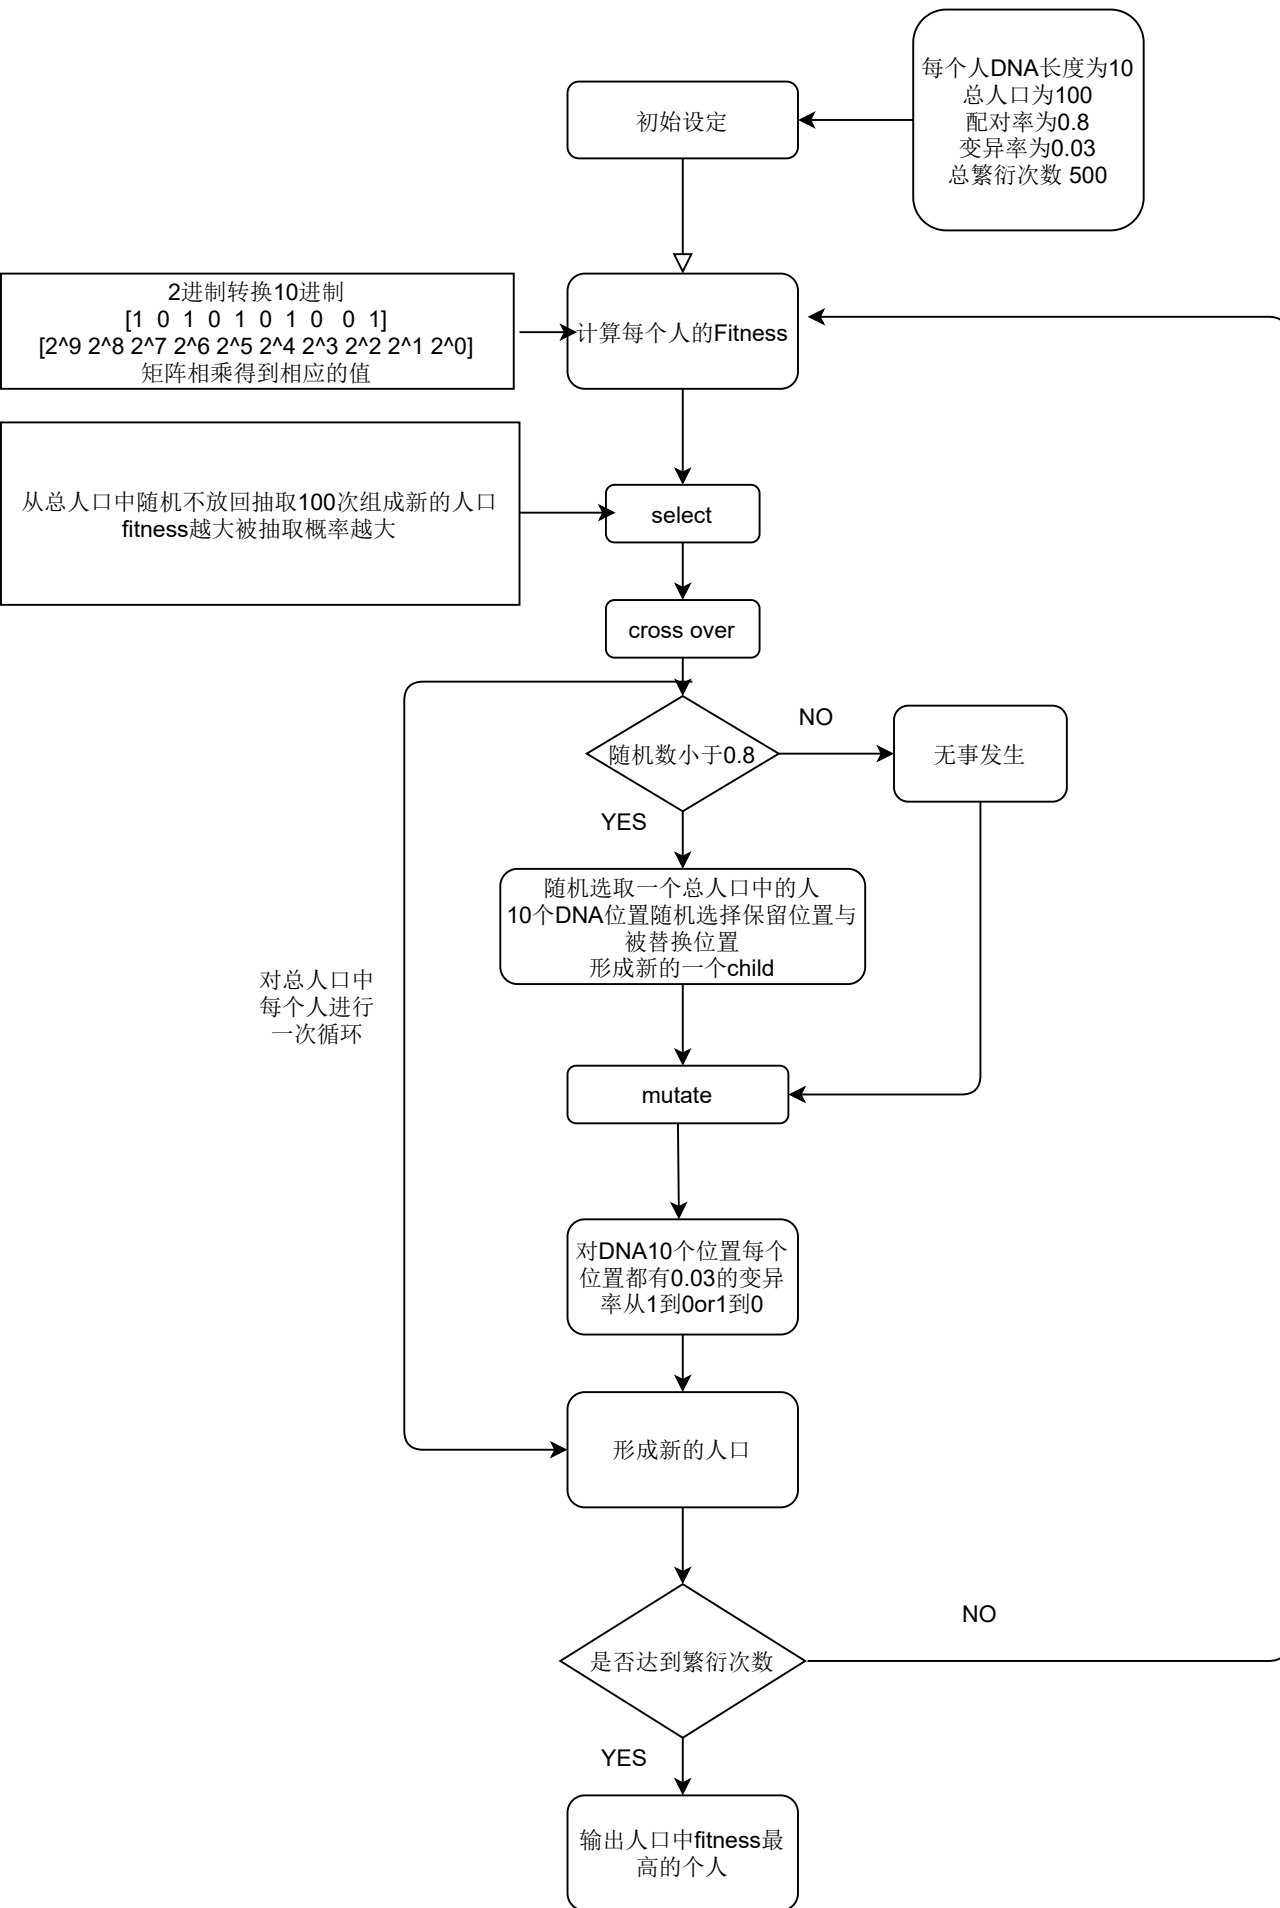 每个人DNA长度为10
总人口为100
配对率为0.8
变异率为0.03
总繁衍次数 500
初始设定
2进制转换10进制
[1 0 1 0 1 0 1 0 0 1]
[2^9 2^8 2^7 2^6 2^5 2^4 2^3 2^2 2^1 2^0]
矩阵相乘得到相应的值
计算每个人的Fitness
从总人口中随机不放回抽取100次组成新的人口
fitness越大被抽取概率越大
select
cross over
随机数小于0.8
NO
无事发生
YES
随机选取一个总人口中的人
10个DNA位置随机选择保留位置与
被替换位置
形成新的一个child
对总人口中
每个人进行
一次循环
mutate
对DNA10个位置每个
位置都有0.03的变异
率从1到0or1到0
形成新的人口
是否达到繁衍次数
NO
YES
输出人口中fitness最
高的个人